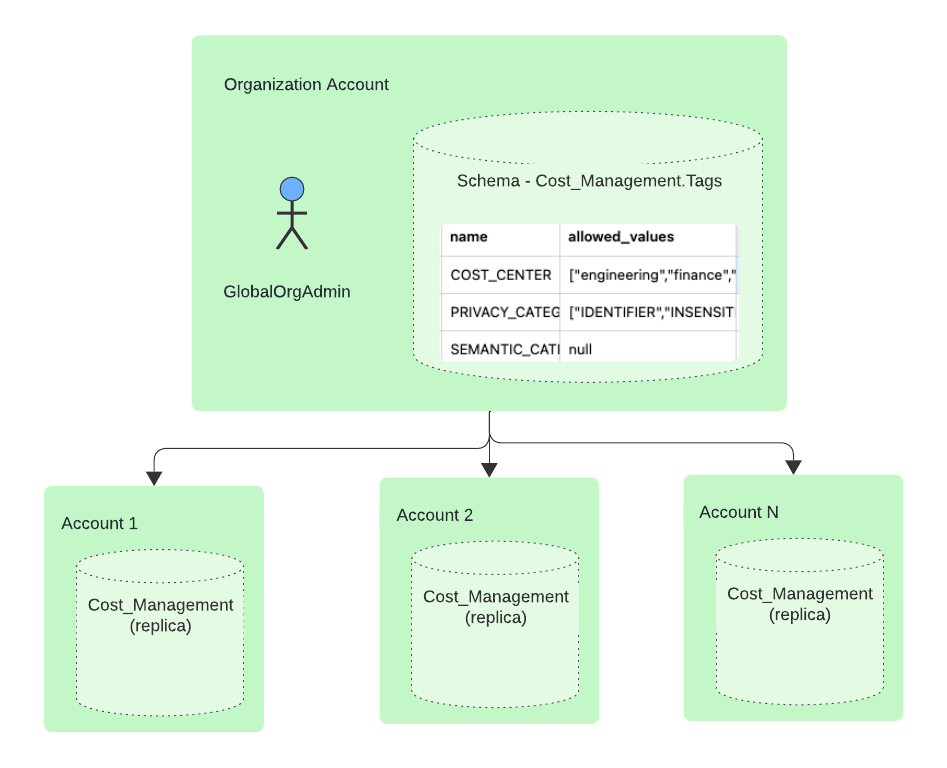 Organization Account
Schema - Cost_Management.Tags
name allowed_values
COST_CENTER ["engineering","finance","
PRIVACY_CATEG ["IDENTIFIER","INSENSIT
SEMANTIC_CAT null
GlobalOrgAdmin
Account 1
Cost_Management
(replica)
Account 2
Cost_Management
(replica)
Account N
Cost_Management
(replica)